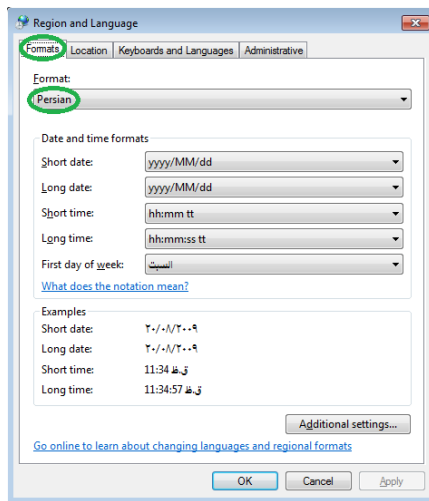 Region and Language
Formats Location Keyboards and Languages Administrative
Format:
Persian
Date and time formats
Short date: yyyy/MM/dd
Long date: yyyy/MM/dd
Short time: hh:mm tt
Long time: hh:mm:ss tt
First day of week: السبت
What does the notation mean?
Examples
Short date: ٢٠/٠٨/٢٠٠٩
Long date: ٢٠/٠٨/٢٠٠٩
Short time: 11:34 ق.ظ
Long time: 11:34:57 ق.ظ
Additional settings...
Go online to learn about changing languages and regional formats
OK Cancel Apply